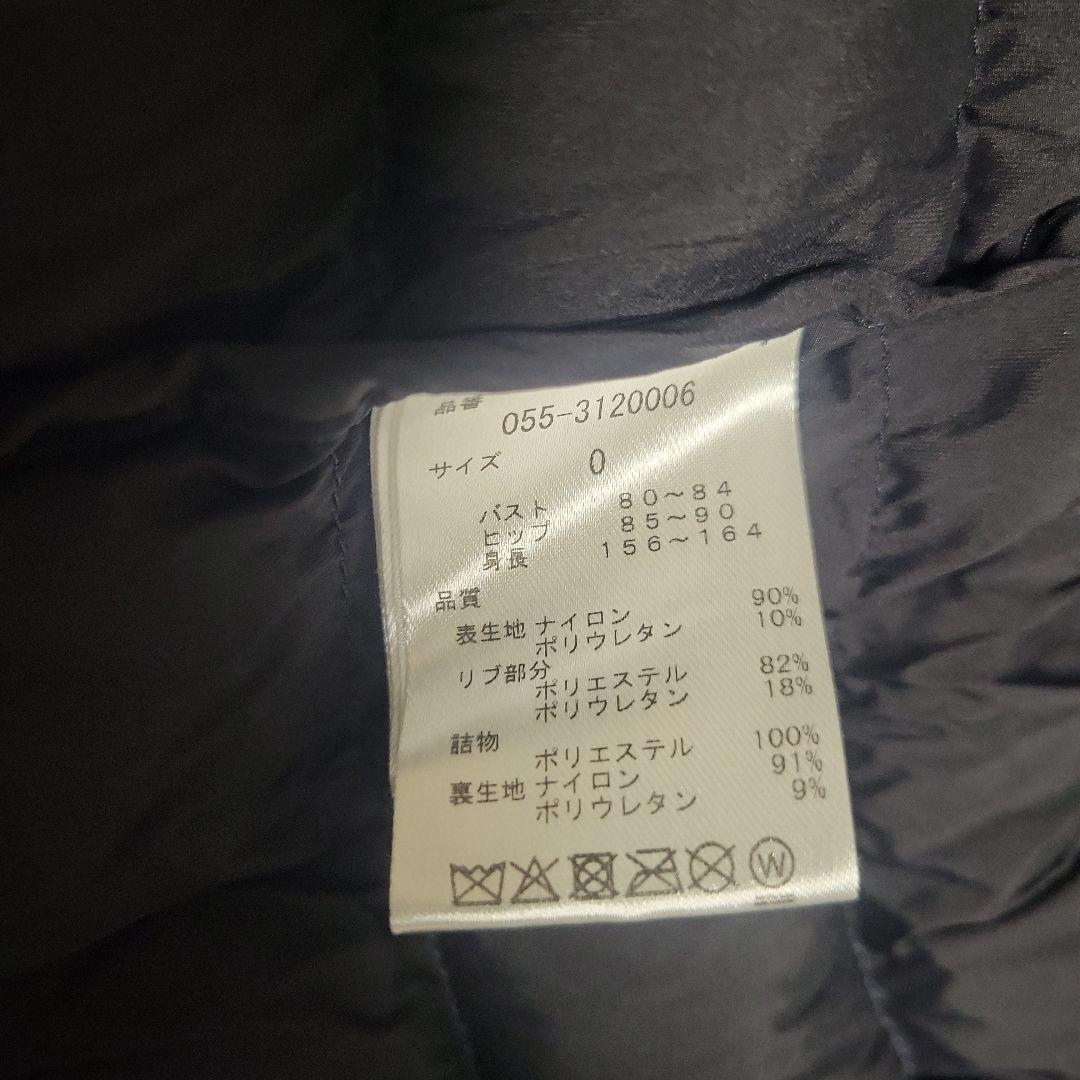 品番 055-3120006
サイズ 0
バスト 80～84
ヒップ 85～90
身長 156～164
品質
表生地 ナイロン 90%
ポリウレタン 10%
リブ部分 ポリエステル 82%
ポリウレタン 18%
詰物 ポリエステル 100%
裏生地 ナイロン 91%
ポリウレタン 9%
W